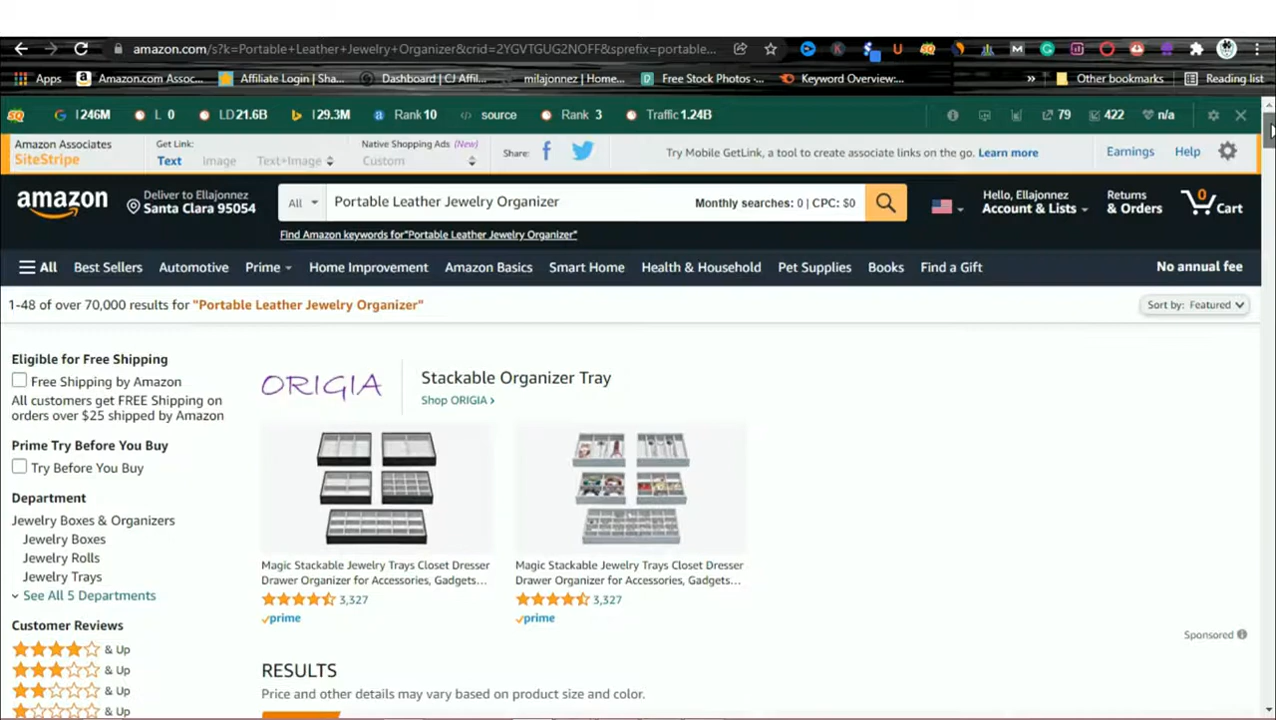 amazon.com/s?k=Portable+Leather+Jewelry+Organizer&crid=2YGVTGUG2NOFF&sprefix=portable...
Apps
Amazon.com Assoc...
Affiliate Login | Sha...
Dashboard | CJ Affil...
milajonnez | Home...
Free Stock Photos -...
Keyword Overview:...
»
Other bookmarks
Reading list
SQ
I 246M
L 0
LD 21.6B
I 29.3M
Rank 10
source
Rank 3
Traffic 1.24B
79
422
n/a
Amazon Associates
SiteStripe
Get Link:
Text
Image
Text+Image
Native Shopping Ads (New)
Custom
Share:
Try Mobile GetLink, a tool to create associate links on the go. Learn more
Earnings
Help
amazon
Deliver to Ellajonnez
Santa Clara 95054
All
Portable Leather Jewelry Organizer
Monthly searches: 0 | CPC: $0
Find Amazon keywords for"Portable Leather Jewelry Organizer"
Hello, Ellajonnez
Account & Lists
Returns
& Orders
0
Cart
All
Best Sellers
Automotive
Prime
Home Improvement
Amazon Basics
Smart Home
Health & Household
Pet Supplies
Books
Find a Gift
No annual fee
1-48 of over 70,000 results for "Portable Leather Jewelry Organizer"
Sort by: Featured
Eligible for Free Shipping
Free Shipping by Amazon
All customers get FREE Shipping on
orders over $25 shipped by Amazon
Prime Try Before You Buy
Try Before You Buy
Department
Jewelry Boxes & Organizers
Jewelry Boxes
Jewelry Rolls
Jewelry Trays
See All 5 Departments
Customer Reviews
& Up
& Up
& Up
& Up
ORIGIA
Stackable Organizer Tray
Shop ORIGIA ›
Magic Stackable Jewelry Trays Closet Dresser
Drawer Organizer for Accessories, Gadgets...
3,327
prime
Magic Stackable Jewelry Trays Closet Dresser
Drawer Organizer for Accessories, Gadgets...
3,327
prime
Sponsored
RESULTS
Price and other details may vary based on product size and color.